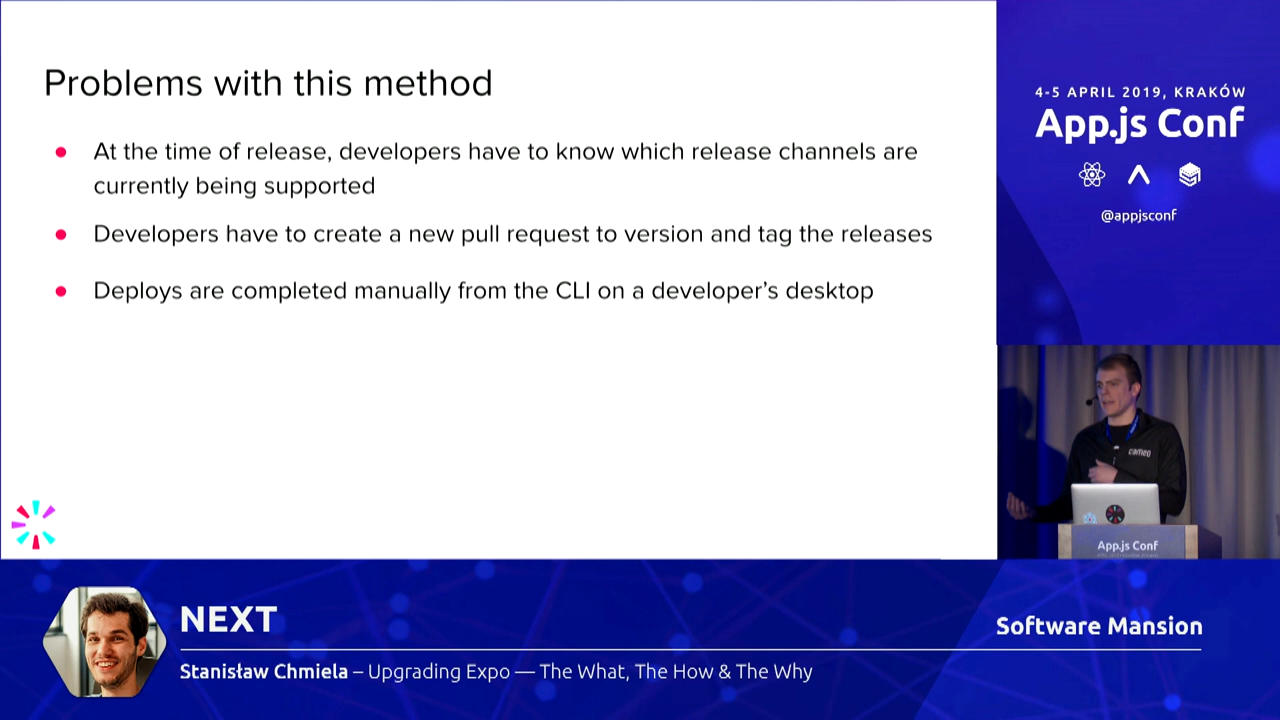 Problems with this method
At the time of release, developers have to know which release channels are
currently being supported
Developers have to create a new pull request to version and tag the releases
Deploys are completed manually from the CLI on a developer’s desktop
4-5 APRIL 2019, KRAKÓW
App.js Conf
@appjsconf
cameo
App.js Conf
NEXT
Stanisław Chmiela – Upgrading Expo — The What, The How & The Why
Software Mansion